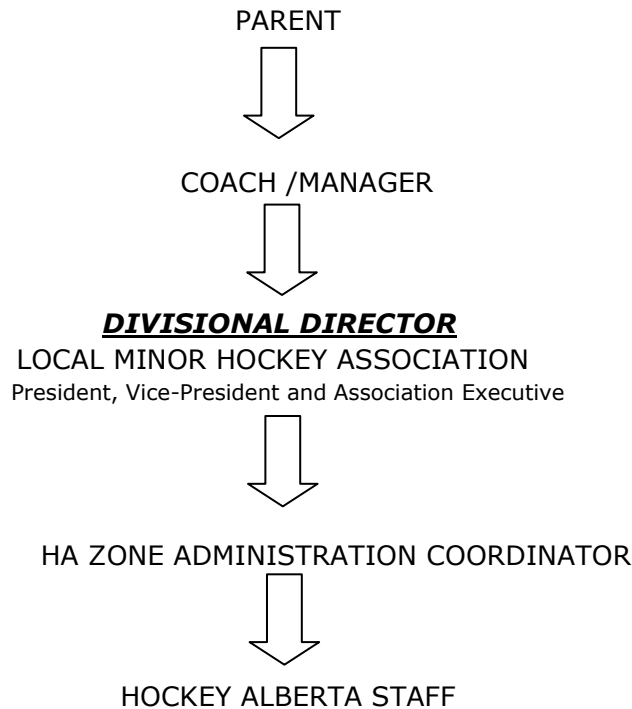 PARENT
COACH /MANAGER
DIVISIONAL DIRECTOR
LOCAL MINOR HOCKEY ASSOCIATION
President, Vice-President and Association Executive
HA ZONE ADMINISTRATION COORDINATOR
HOCKEY ALBERTA STAFF